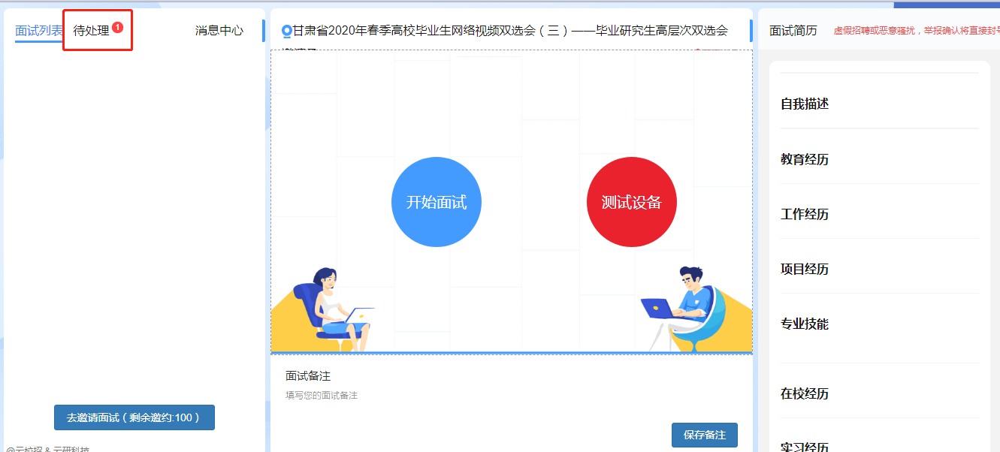 面试列表
待处理 1
消息中心
甘肃省2020年春季高校毕业生网络视频双选会（三）——毕业研究生高层次双选会
开始面试
测试设备
面试备注
填写您的面试备注
保存备注
去邀请面试（剩余邀约:100）
@云校招 & 云研科技
面试简历
虚假招聘或恶意骚扰，举报确认将直接封号
自我描述
教育经历
工作经历
项目经历
专业技能
在校经历
实习经历